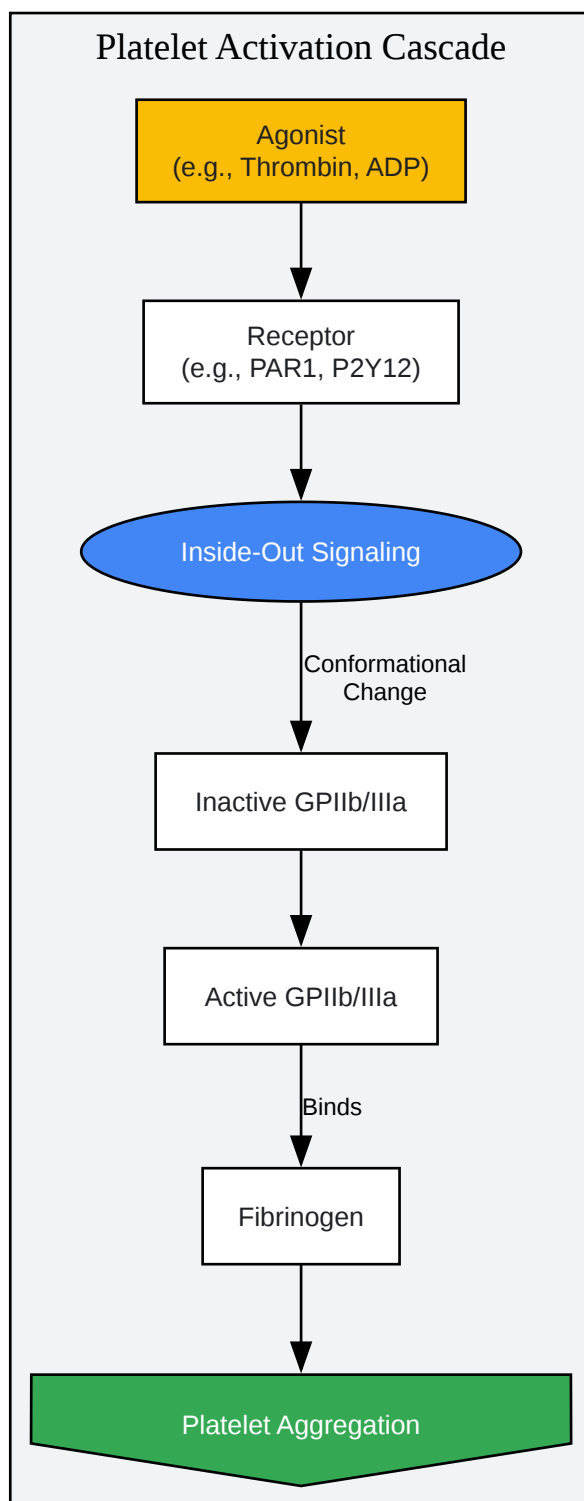 Platelet Activation Cascade
Agonist
(e.g., Thrombin, ADP)
Receptor
(e.g., PAR1, P2Y12)
Inside-Out Signaling
Conformational
Change
Inactive GPIIb/IIIa
Active GPIIb/IIIa
Binds
Fibrinogen
Platelet Aggregation